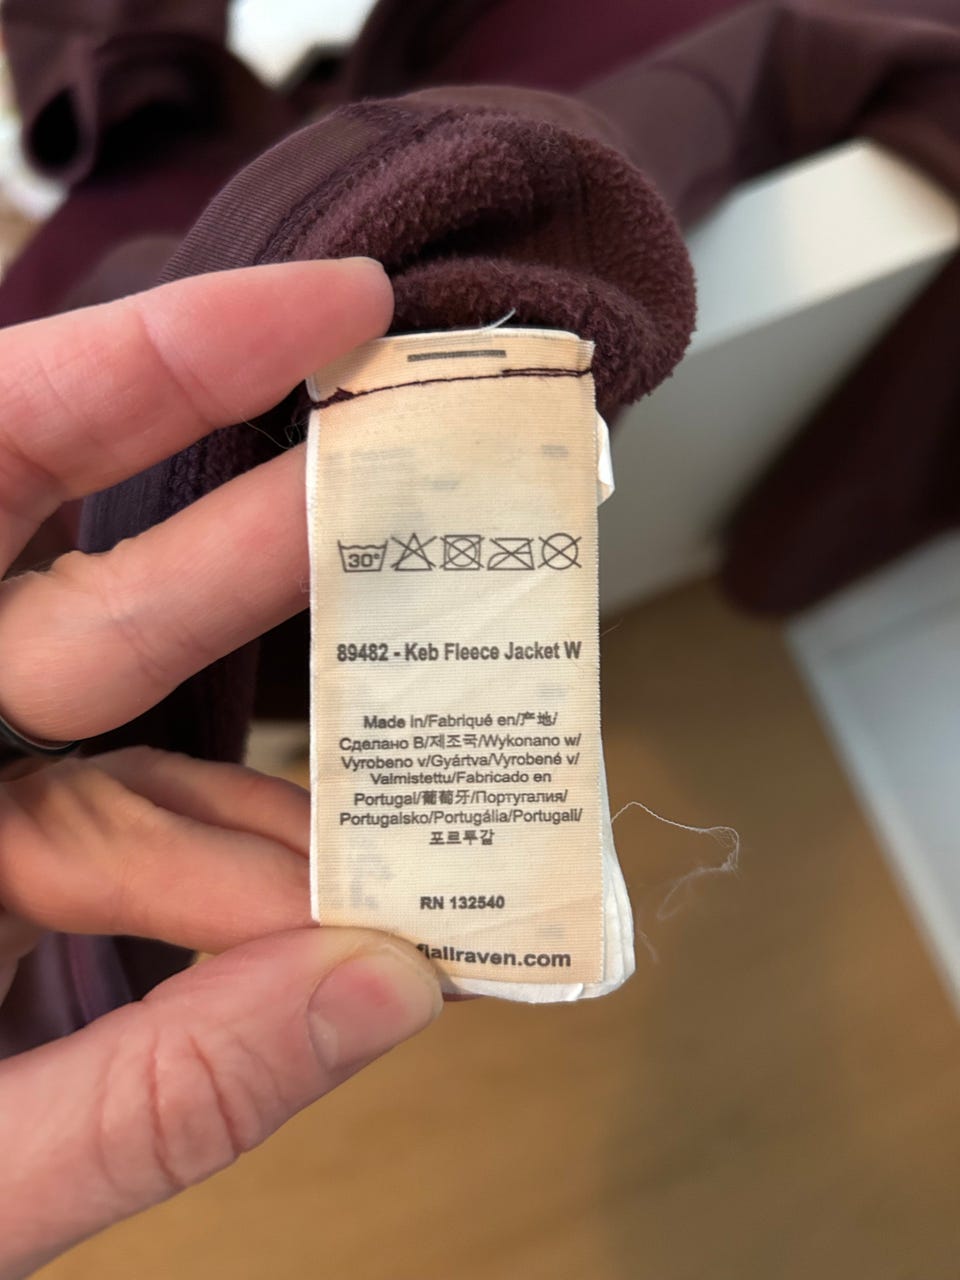 30°
89482 - Keb Fleece Jacket W
Made in/Fabriqué en/产地/
Сделано В/제조국/Wykonano w/
Vyrobeno v/Gyártva/Vyrobené v/
Valmistettu/Fabricado en
Portugal/葡萄牙/Португалия/
Portugalsko/Portugália/Portugali/
포르투갈
RN 132540
fjallraven.com